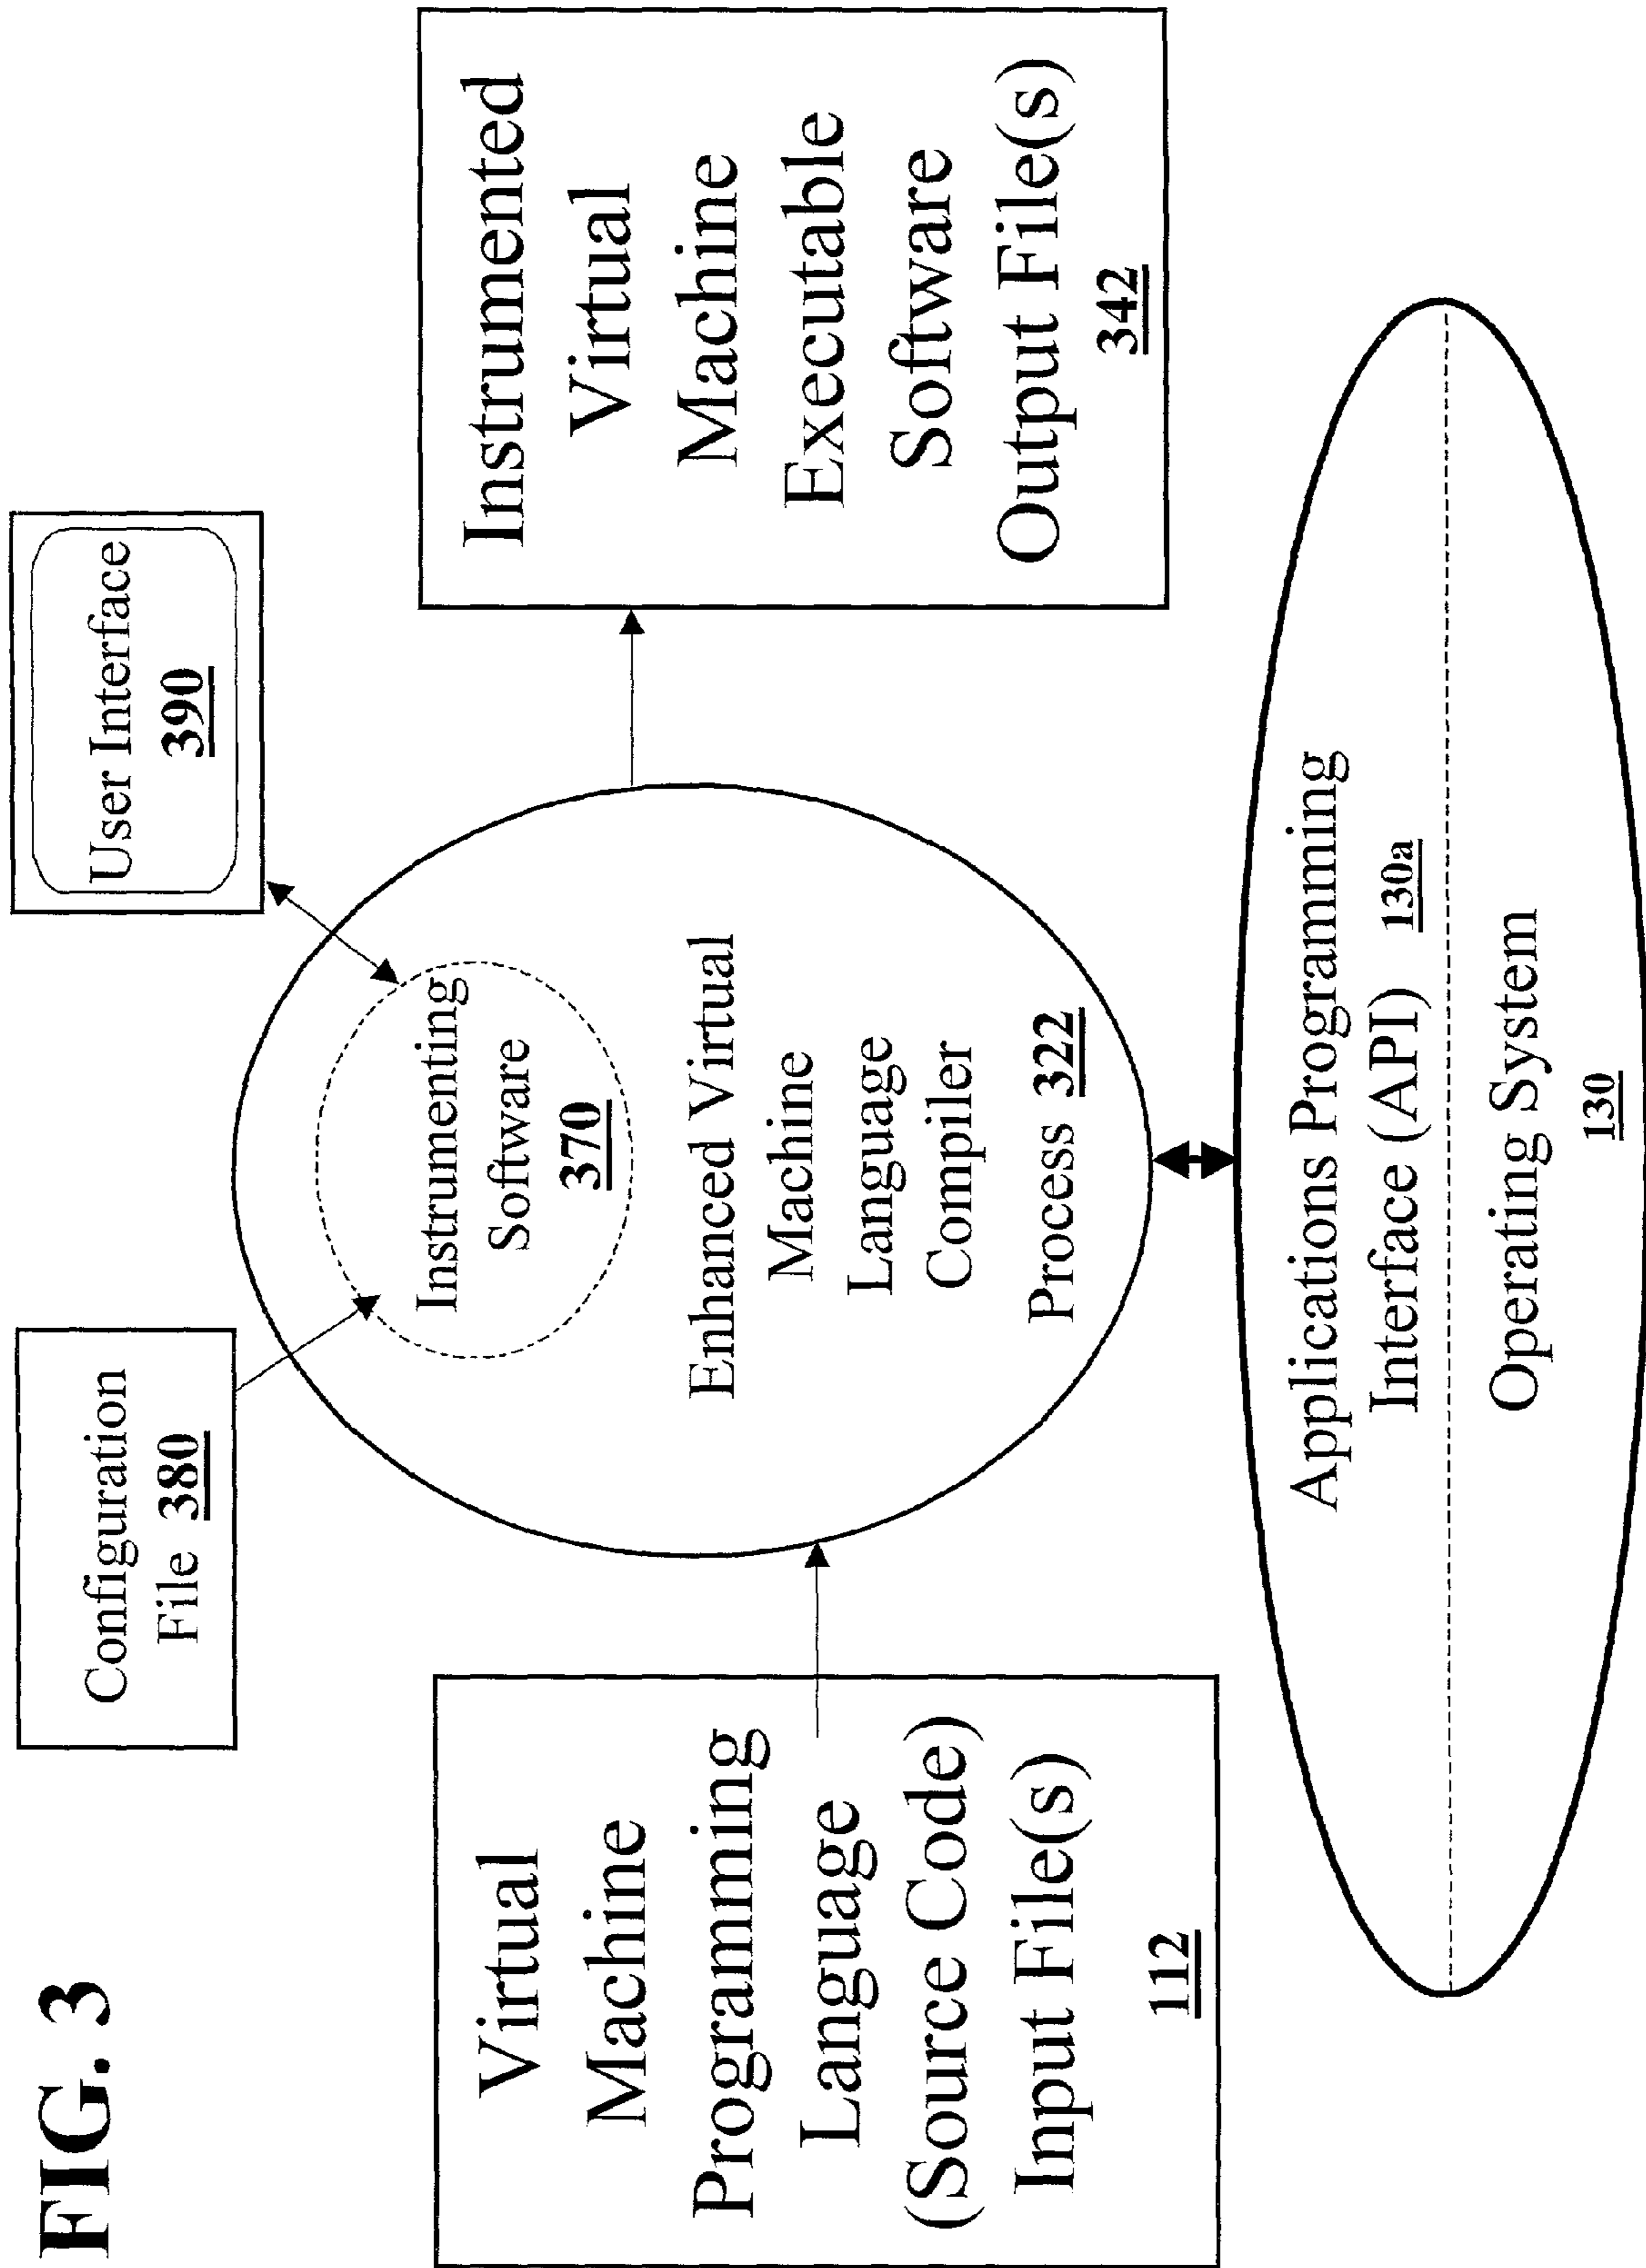 FIG. 3
Configuration
File 380
User Interface
390
Instrumenting
Software
370
Enhanced Virtual
Machine
Language
Compiler
Process 322
Virtual
Machine
Programming
Language
(Source Code)
Input File(s)
112
Instrumented
Virtual
Machine
Executable
Software
Output File(s)
342
Applications Programming
Interface (API) 130a
Operating System
130